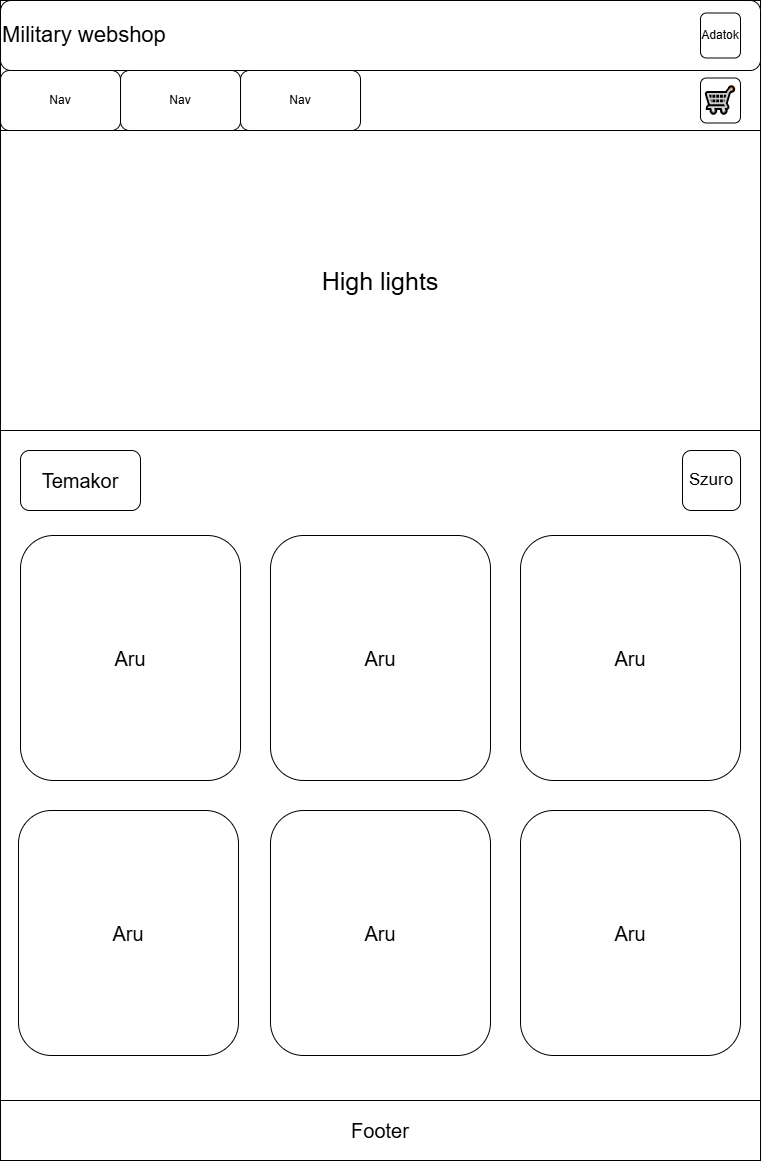 Military webshop
Adatok
Nav
Nav
Nav
High lights
Temakor
Szuro
Aru
Aru
Aru
Aru
Aru
Aru
Footer